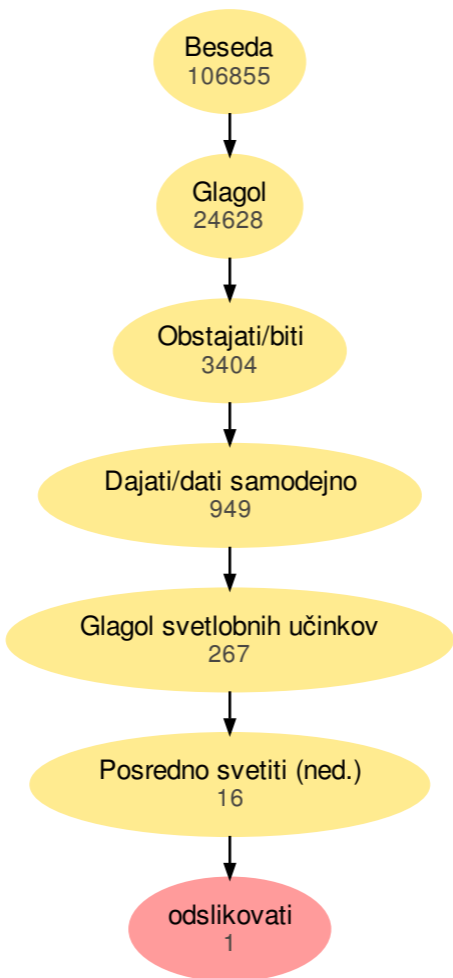 Beseda
106855
Glagol
24628
Obstajati/biti
3404
Dajati/dati samodejno
949
Glagol svetlobnih učinkov
267
Posredno svetiti (ned.)
16
odslikovati
1